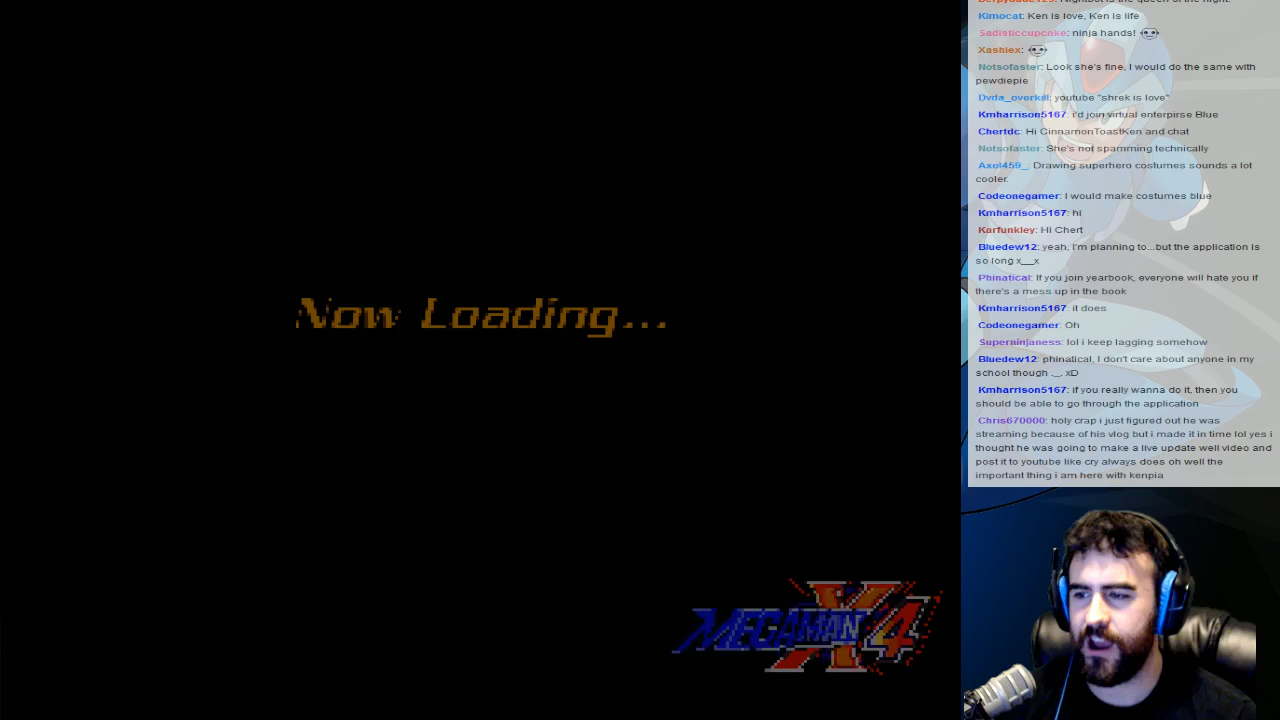 Kimocat: Ken is love, Ken is life
Sadisticcupcake: ninja hands!
Xashiex:
Notsofaster: Look she's fine, I would do the same with
pewdiepie
Dvda_overkill: youtube "shrek is love"
Kmharrison5167: i'd join virtual enterpirse Blue
Chertdc: Hi CinnamonToastKen and chat
Notsofaster: She's not spamming technically
Axel459_: Drawing superhero costumes sounds a lot
cooler.
Codeonegamer: I would make costumes blue
Kmharrison5167: hi
Karfunkley: Hi Chert
Bluedew12: yeah, I'm planning to...but the application is
so long x__x
Phinatical: If you join yearbook, everyone will hate you if
there's a mess up in the book
Kmharrison5167: it does
Codeonegamer: Oh
Superninjaness: lol i keep lagging somehow
Bluedew12: phinatical, I don't care about anyone in my
school though ._. xD
Kmharrison5167: if you really wanna do it, then you
should be able to go through the application
Chris670000: holy crap i just figured out he was
streaming because of his vlog but i made it in time lol yes i
thought he was going to make a live update well video and
post it to youtube like cry always does oh well the
important thing i am here with kenpia
Now Loading...
MEGAMAN X4